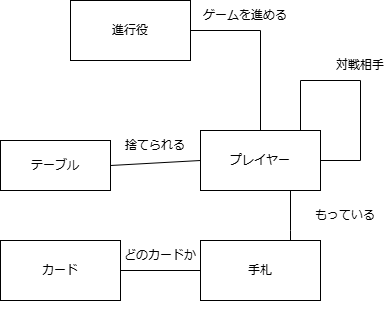 ゲームを進める
進行役
対戦相手
捨てられる
プレイヤー
テーブル
もっている
どのカードか
カード
手札